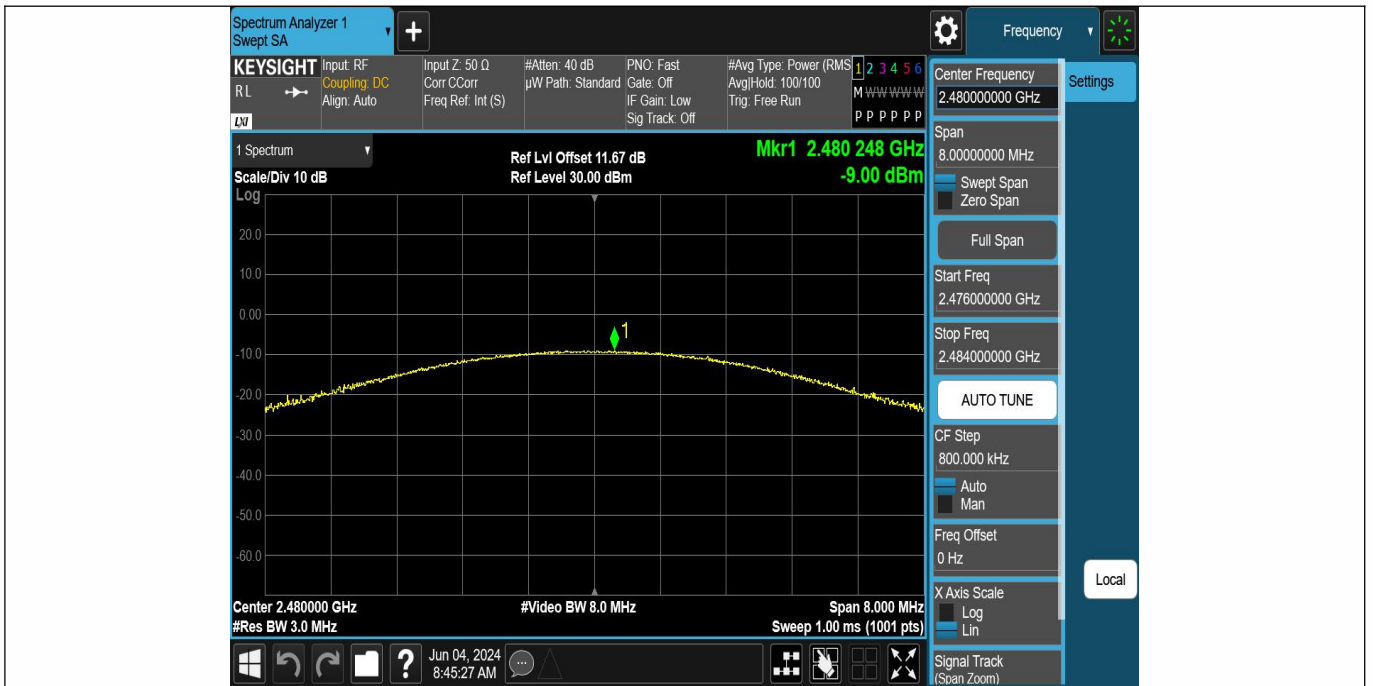 Spectrum Analyzer 1
Swept SA
+
Frequency
KEYSIGHT
RL
LXI
Input: RF
Coupling: DC
Align: Auto
Input Z: 50 Ω
Corr CCorr
Freq Ref: Int (S)
#Atten: 40 dB
µW Path: Standard
PNO: Fast
Gate: Off
IF Gain: Low
Sig Track: Off
#Avg Type: Power (RMS
Avg|Hold: 100/100
Trig: Free Run
1 2 3 4 5 6
M W W W W W
P P P P P P
1 Spectrum
Scale/Div 10 dB
Log
Ref Lvl Offset 11.67 dB
Ref Level 30.00 dBm
Mkr1 2.480 248 GHz
-9.00 dBm
20.0
10.0
0.00
-10.0
-20.0
-30.0
-40.0
-50.0
-60.0
1
Center 2.480000 GHz
#Res BW 3.0 MHz
#Video BW 8.0 MHz
Span 8.000 MHz
Sweep 1.00 ms (1001 pts)
Center Frequency
2.480000000 GHz
Settings
Span
8.00000000 MHz
Swept Span
Zero Span
Full Span
Start Freq
2.476000000 GHz
Stop Freq
2.484000000 GHz
AUTO TUNE
CF Step
800.000 kHz
Auto
Man
Freq Offset
0 Hz
Local
X Axis Scale
Log
Lin
Signal Track
(Span Zoom)
?
Jun 04, 2024
8:45:27 AM